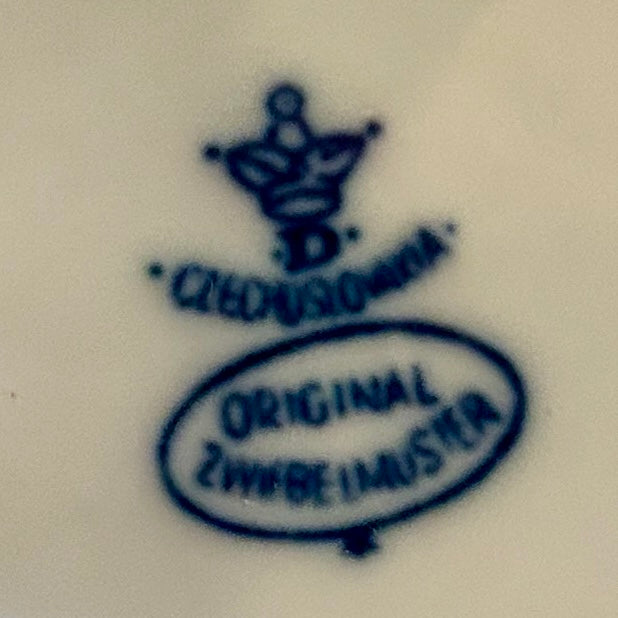 · D ·
· CZECHOSLOVAKIA ·
ORIGINAL
ZWIEBELMUSTER